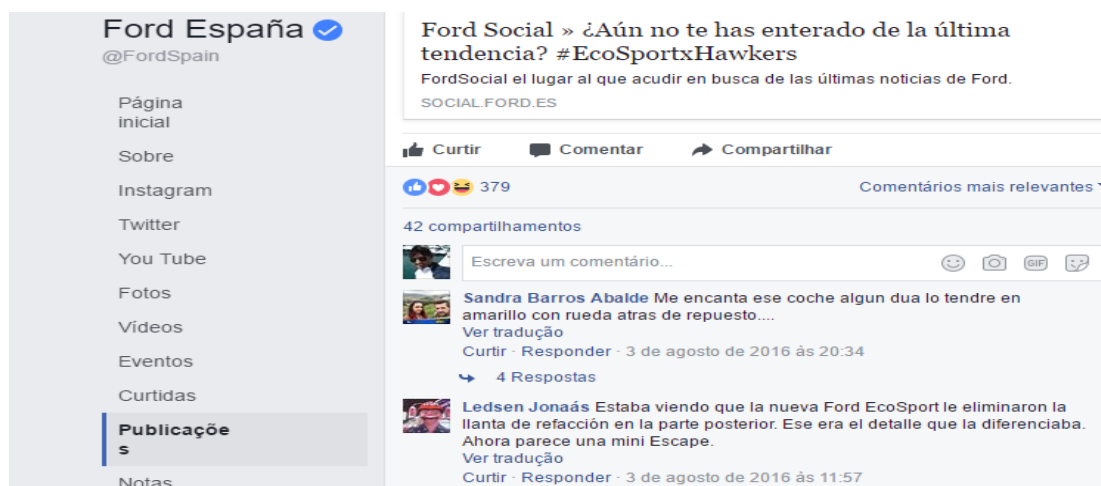 Ford España
@FordSpain
Página
inicial
Sobre
Instagram
Twitter
You Tube
Fotos
Vídeos
Eventos
Curtidas
Publicaçõe
s
Notas
Ford Social » ¿Aún no te has enterado de la última
tendencia? #EcoSportxHawkers
FordSocial el lugar al que acudir en busca de las últimas noticias de Ford.
SOCIAL.FORD.ES
Curtir Comentar Compartilhar
379 Comentários mais relevantes
42 compartilhamentos
Escreva um comentário... GIF
Sandra Barros Abalde Me encanta ese coche algun dua lo tendre en
amarillo con rueda atras de repuesto....
Ver tradução
Curtir · Responder · 3 de agosto de 2016 às 20:34
4 Respostas
Ledsen Jonaás Estaba viendo que la nueva Ford EcoSport le eliminaron la
llanta de refacción en la parte posterior. Ese era el detalle que la diferenciaba.
Ahora parece una mini Escape.
Ver tradução
Curtir · Responder · 3 de agosto de 2016 às 11:57